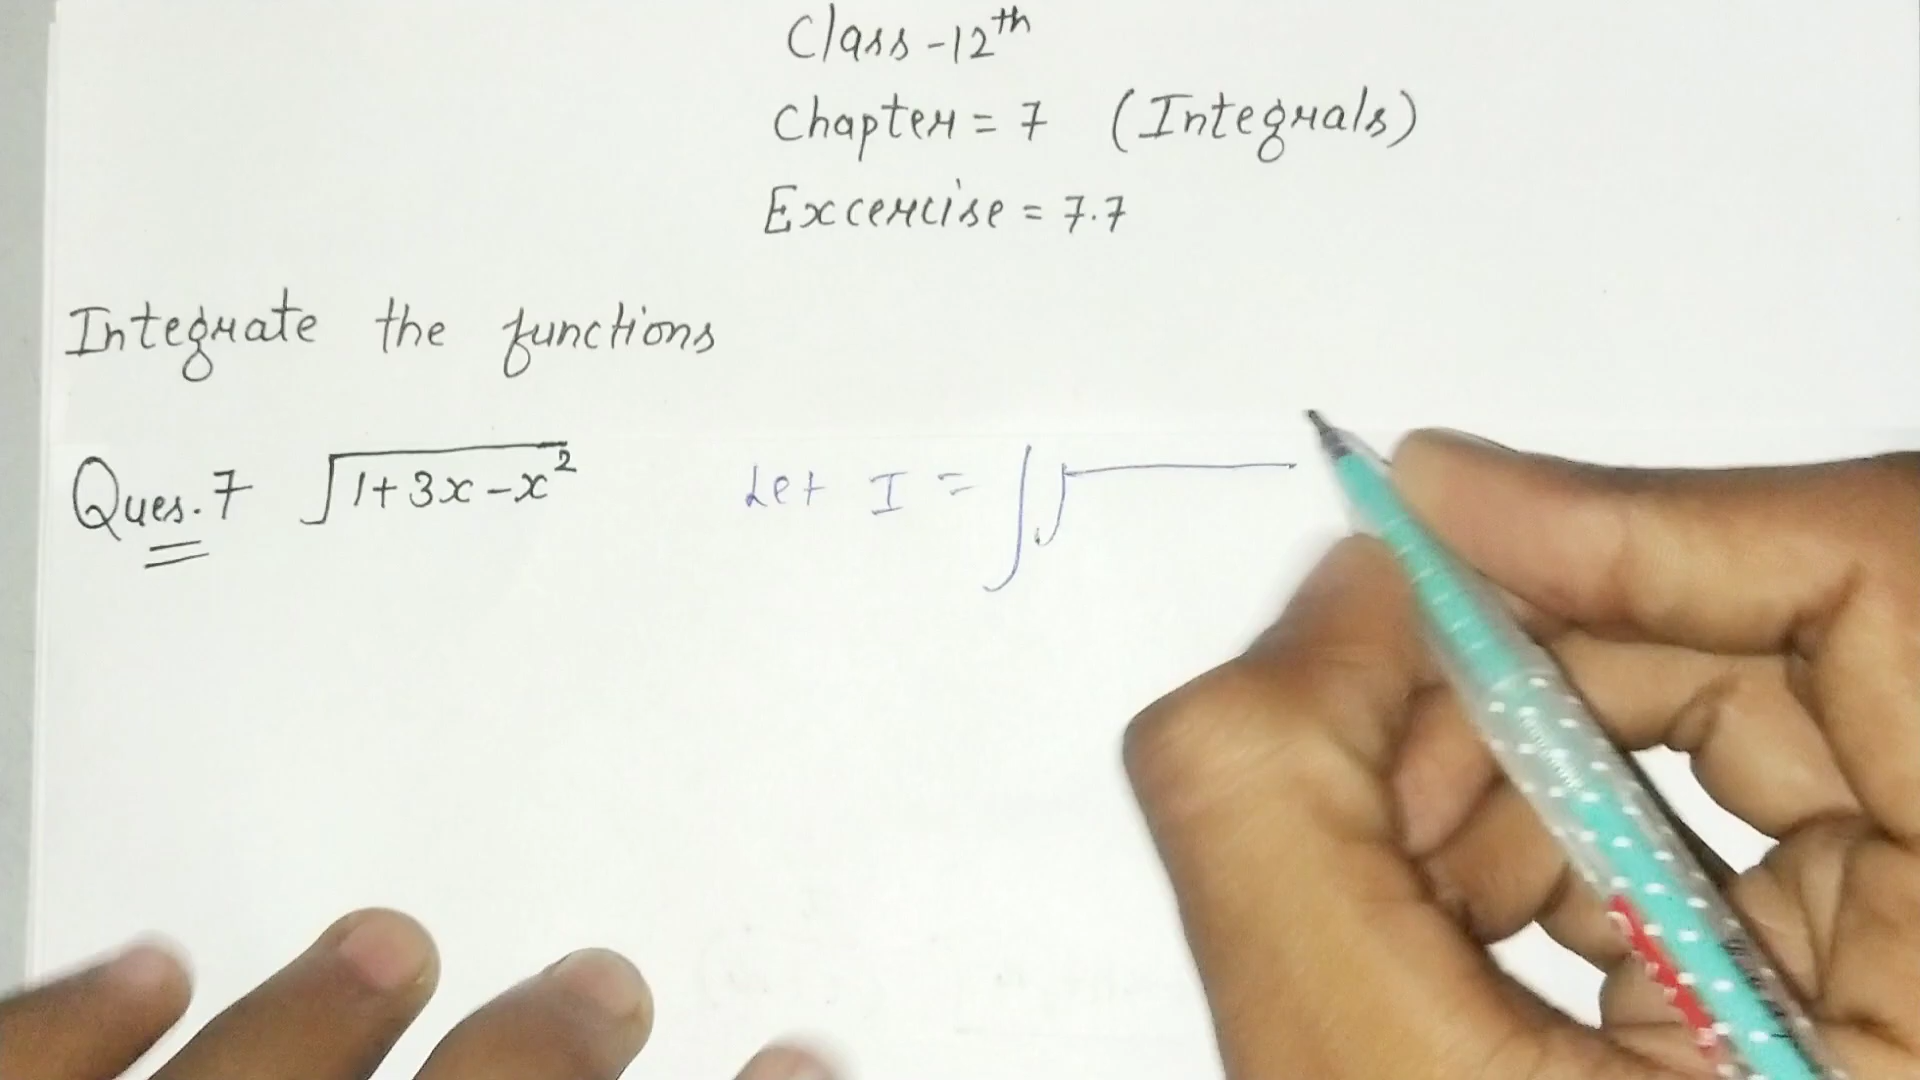 Class -12th
Chapter = 7 (Integrals)
Excercise = 7.7
Integrate the functions
Ques. 7 √1+3x-x² Let I = ∫√